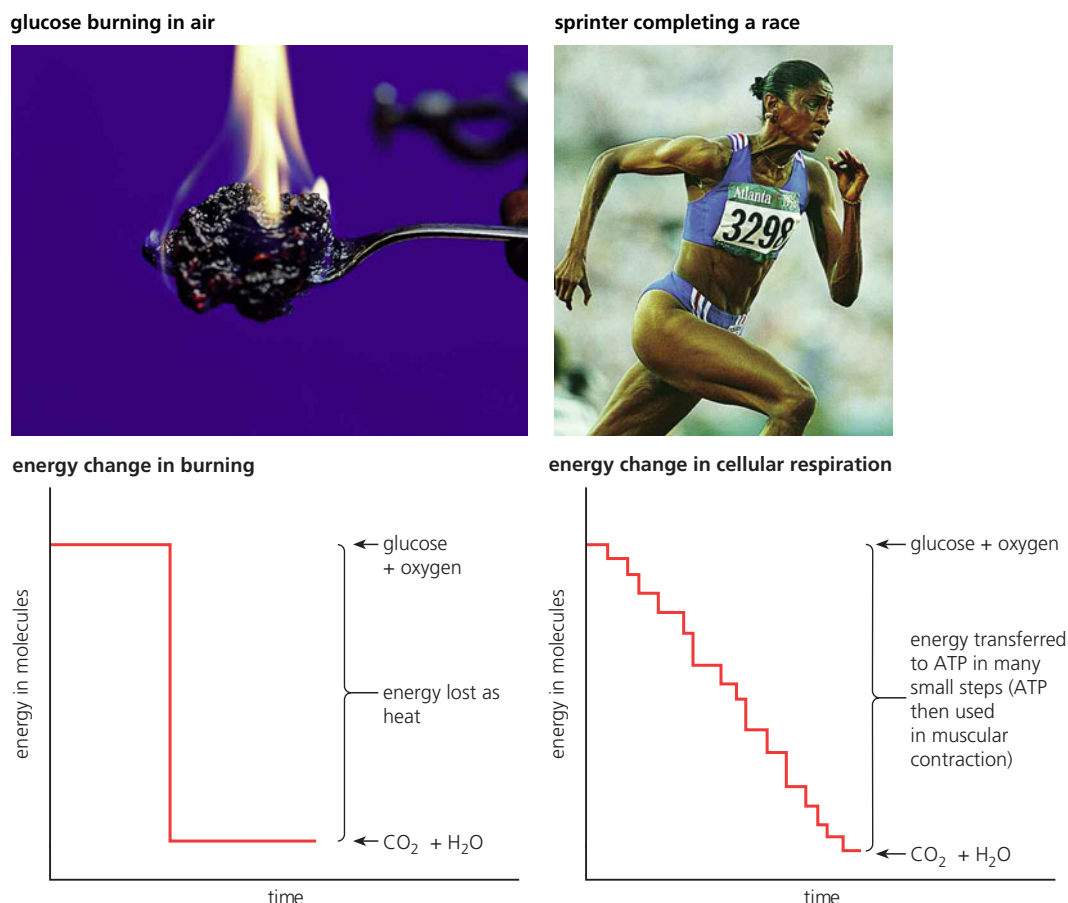 glucose burning in air
sprinter completing a race
Atlanta
3298
energy change in burning
energy in molecules
glucose
+ oxygen
energy lost as
heat
CO₂ + H₂O
time
energy change in cellular respiration
energy in molecules
glucose + oxygen
energy transferred
to ATP in many
small steps (ATP
then used
in muscular
contraction)
CO₂ + H₂O
time